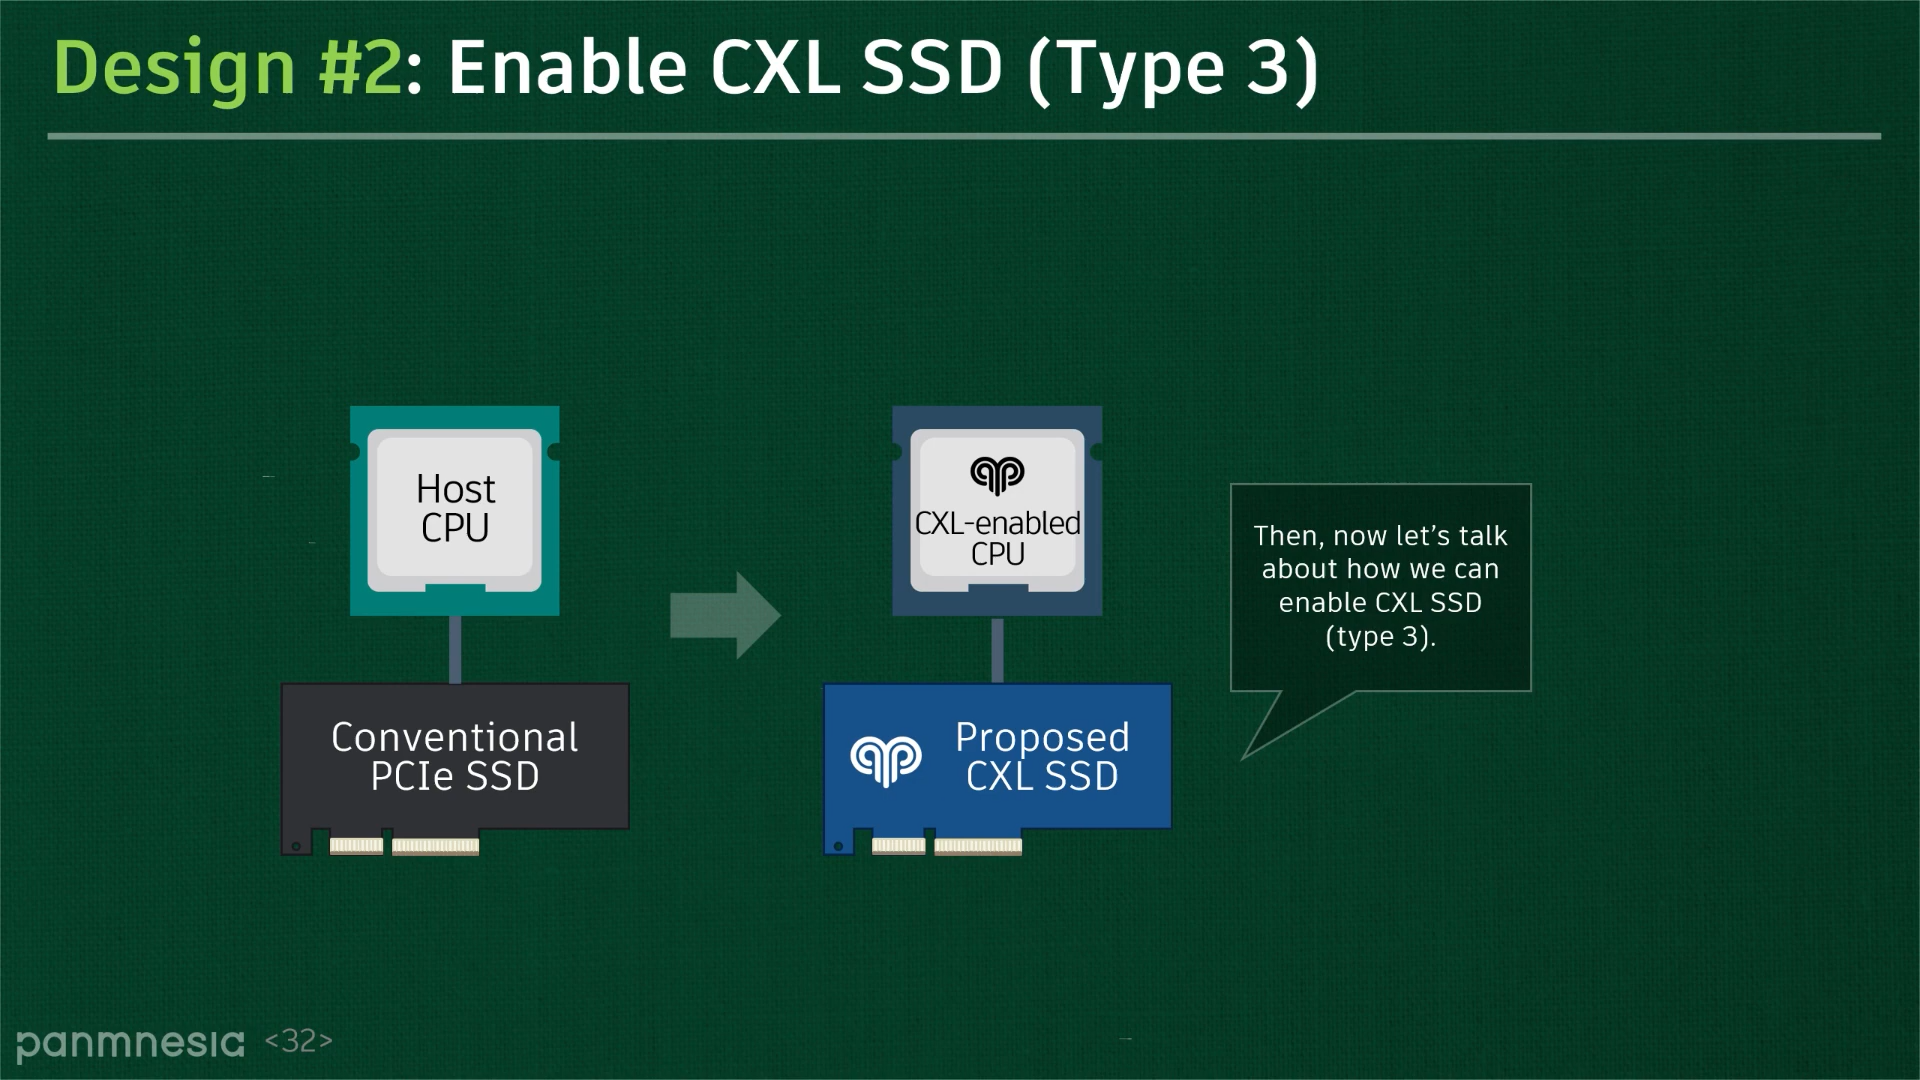 Design #2: Enable CXL SSD (Type 3)
Host
CPU
CXL-enabled
CPU
Then, now let's talk
about how we can
enable CXL SSD
(type 3).
Conventional
PCIe SSD
Proposed
CXL SSD
panmnesia <32>